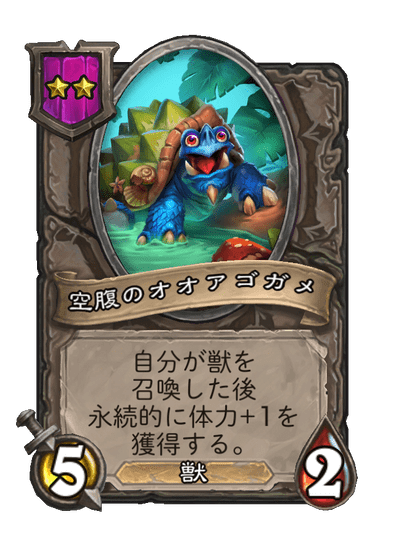 空腹のオオアゴガメ
自分が獣を
召喚した後
永続的に体力+1を
獲得する。
獣
5
2